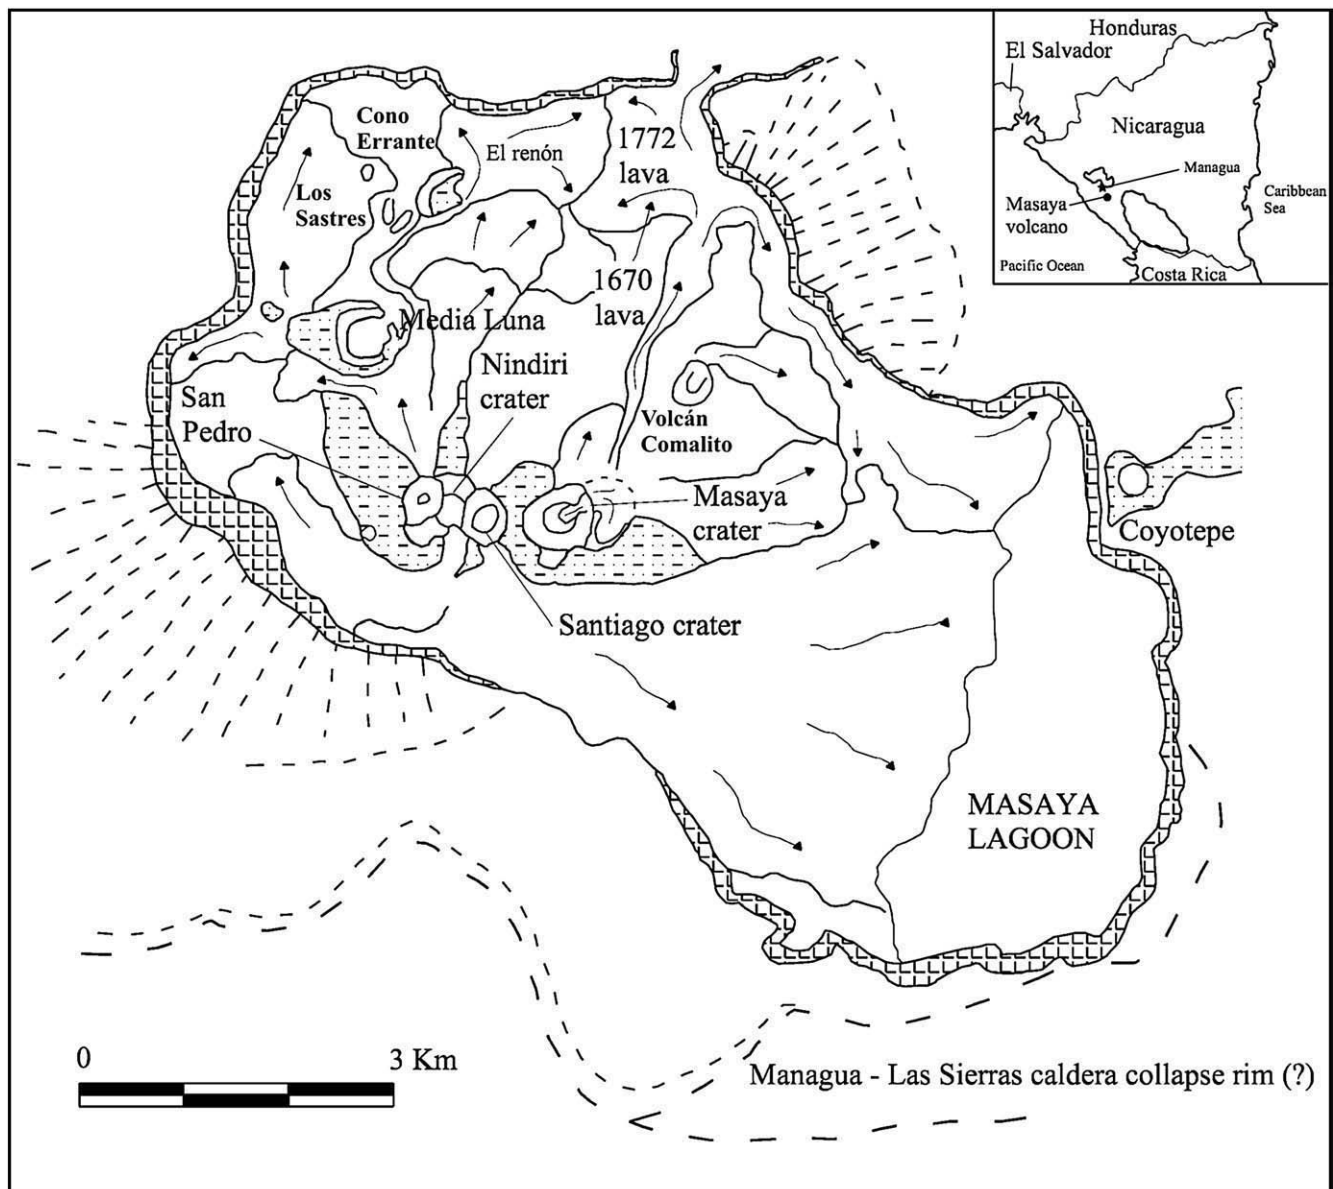 Honduras
El Salvador
Nicaragua
Managua
Masaya
volcano
Caribbean
Sea
Pacific Ocean
Costa Rica
Cono
Errante
El renón
1772
lava
Los
Sastres
1670
lava
Media Luna
Nindiri
crater
San
Pedro
Volcán
Comalito
Masaya
crater
Coyotepe
Santiago crater
MASAYA
LAGOON
0
3 Km
Managua - Las Sierras caldera collapse rim (?)